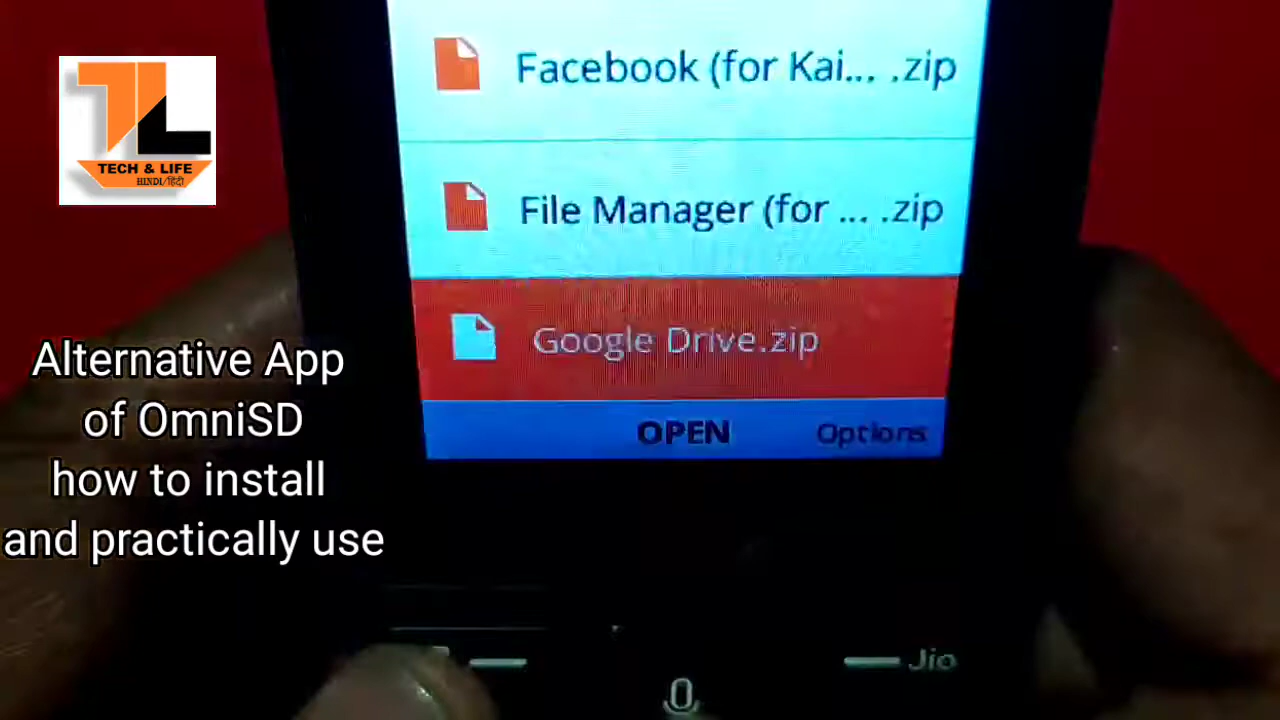 TL
TECH & LIFE
HINDI/हिंदी
Facebook (for Kai... .zip
File Manager (for ... .zip
Google Drive.zip
OPEN Options
Alternative App
of OmniSD
how to install
and practically use
Jio